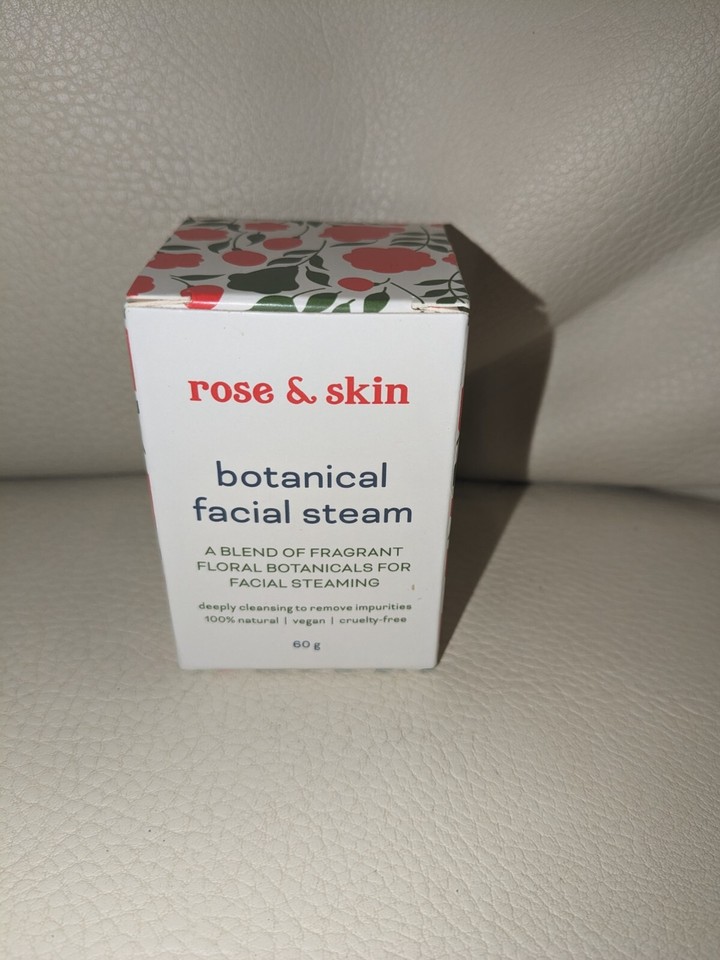 rose & skin
botanical
facial steam
A BLEND OF FRAGRANT
FLORAL BOTANICALS FOR
FACIAL STEAMING
deeply cleansing to remove impurities
100% natural | vegan | cruelty-free
60 g